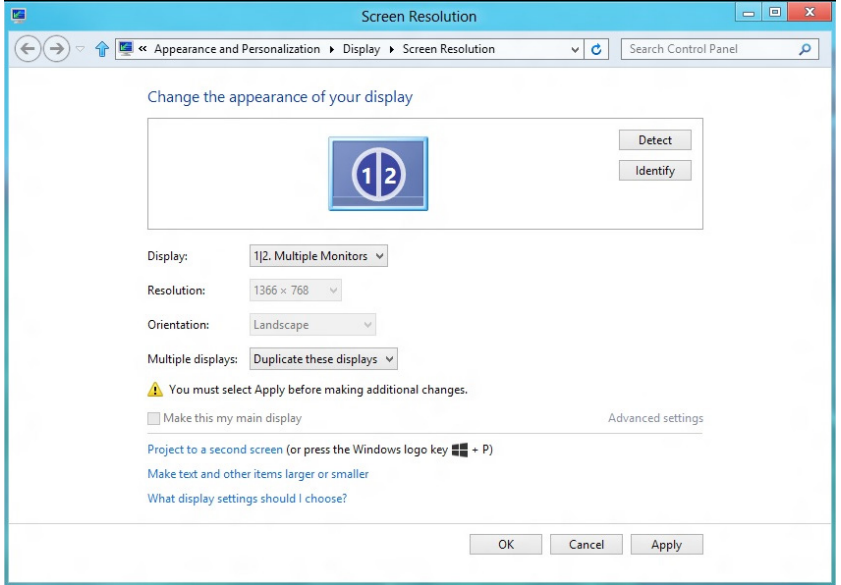 Screen Resolution
« Appearance and Personalization Display Screen Resolution Search Control Panel
Change the appearance of your display
1 2
Detect
Identify
Display: 1|2. Multiple Monitors
Resolution: 1366 × 768
Orientation: Landscape
Multiple displays: Duplicate these displays
You must select Apply before making additional changes.
Make this my main display Advanced settings
Project to a second screen (or press the Windows logo key + P)
Make text and other items larger or smaller
What display settings should I choose?
OK Cancel Apply